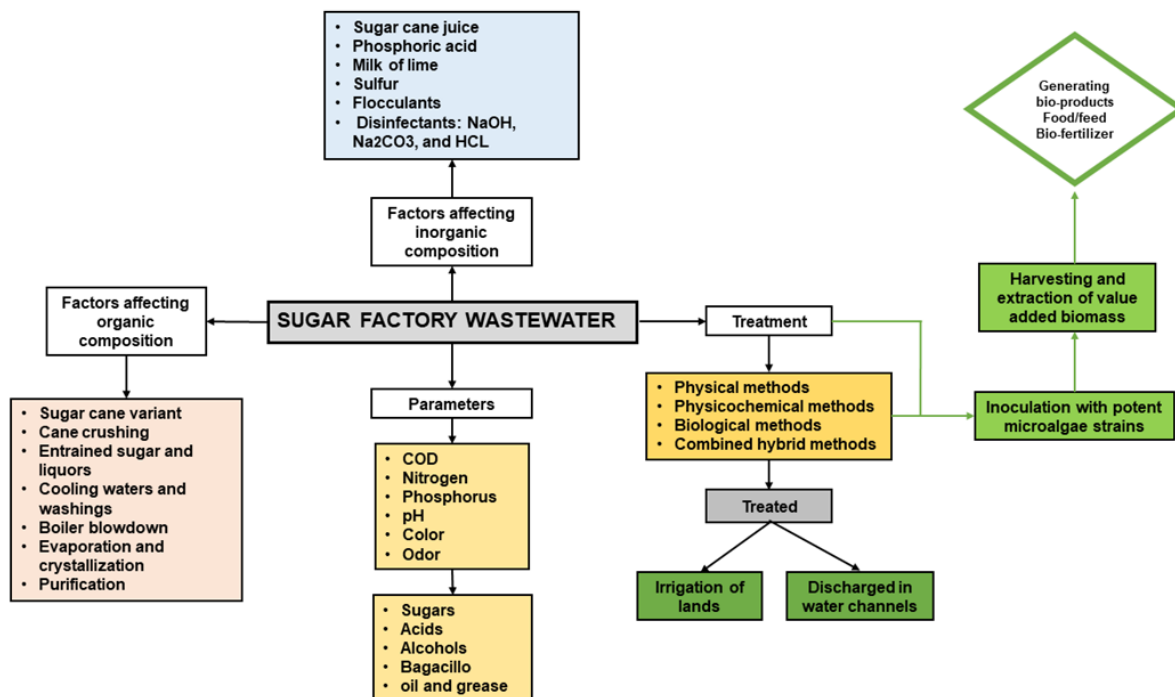 • Sugar cane juice
• Phosphoric acid
• Milk of lime
• Sulfur
• Flocculants
• Disinfectants: NaOH,
Na2CO3, and HCL
Generating
bio-products
Food/feed
Bio-fertilizer
Factors affecting
inorganic
composition
Factors affecting
organic
composition
SUGAR FACTORY WASTEWATER
Treatment
Harvesting and
extraction of value
added biomass
• Sugar cane variant
• Cane crushing
• Entrained sugar and
liquors
• Cooling waters and
washings
• Boiler blowdown
• Evaporation and
crystallization
• Purification
Parameters
• COD
• Nitrogen
• Phosphorus
• pH
• Color
• Odor
• Sugars
• Acids
• Alcohols
• Bagacillo
• oil and grease
• Physical methods
• Physicochemical methods
• Biological methods
• Combined hybrid methods
Inoculation with potent
microalgae strains
Treated
Irrigation of
lands
Discharged in
water channels